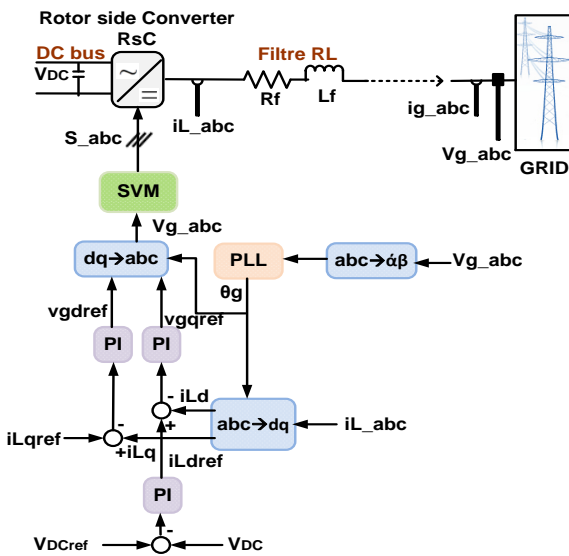 Rotor side Converter
RsC
DC bus
VDC
Filtre RL
Rf
Lf
iL_abc
ig_abc
Vg_abc
GRID
S_abc
SVM
Vg_abc
dq→abc
PLL
abc→άβ
Vg_abc
θg
vgdref
vgqref
PI
PI
- iLd
+
-
abc→dq
iL_abc
iLqref
+iLq
iLdref
PI
-
VDCref
VDC